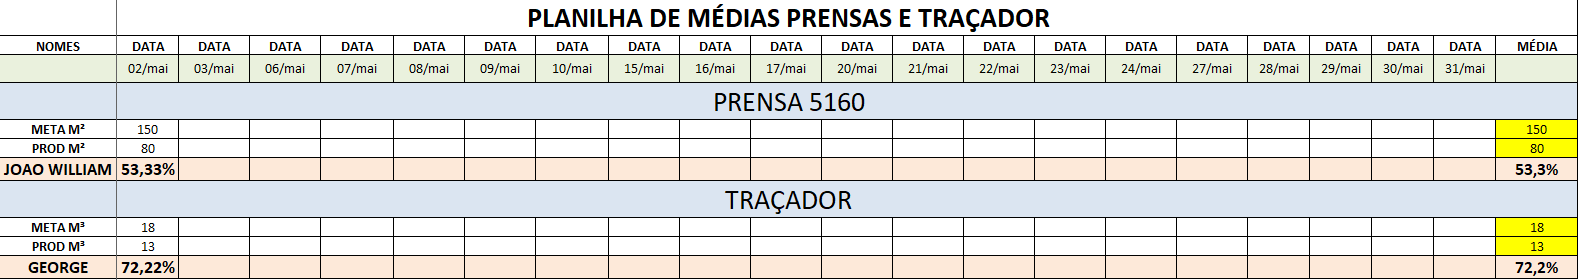 PLANILHA DE MÉDIAS PRENSAS E TRAÇADOR
NOMES DATA DATA DATA DATA DATA DATA DATA DATA DATA DATA DATA DATA DATA DATA DATA DATA DATA DATA DATA DATA MÉDIA
02/mai 03/mai 06/mai 07/mai 08/mai 09/mai 10/mai 15/mai 16/mai 17/mai 20/mai 21/mai 22/mai 23/mai 24/mai 27/mai 28/mai 29/mai 30/mai 31/mai
PRENSA 5160
META M² 150 150
PROD M² 80 80
JOAO WILLIAM 53,33% 53,3%
TRAÇADOR
META M³ 18 18
PROD M³ 13 13
GEORGE 72,22% 72,2%